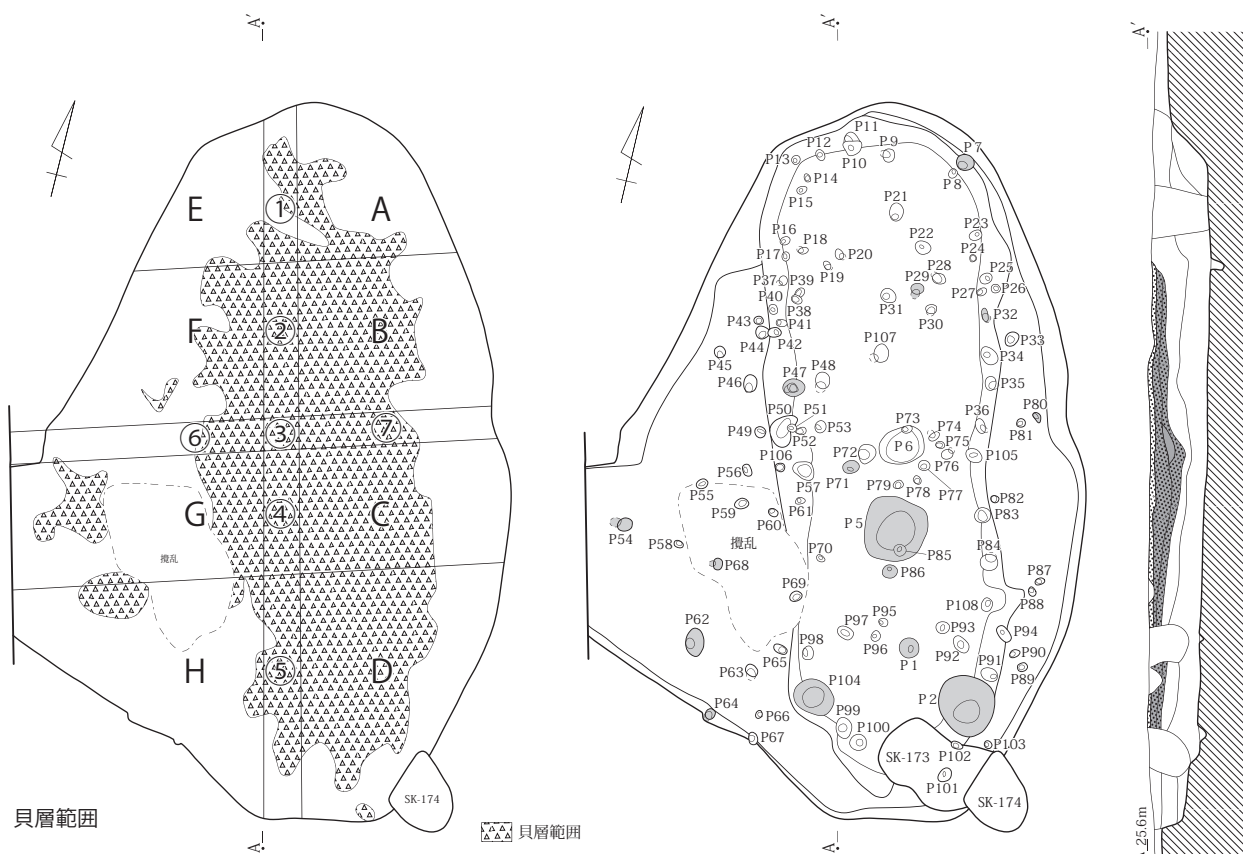 A′
E
①
A
F
②
B
⑥
③
⑦
G
④
C
攪乱
H
⑤
D
SK-174
貝層範囲
A
貝層範囲
A′
P11
P12
P9
P7
P13
P10
P8
P14
P15
P21
P16
P18
P22
P23
P17
P20
P24
P19
P28
P25
P37
P39
P29
P26
P27
P40
P38
P31
P30
P32
P43
P41
P44
P42
P33
P107
P34
P45
P46
P47
P48
P35
P50
P51
P73
P74
P36
P80
P49
P53
P6
P75
P81
P52
P72
P105
P106
P76
P56
P71
P57
P79
P78
P77
P55
P59
P61
P82
P60
P5
P83
P54
P58
攪乱
P70
P85
P84
P68
P86
P87
P69
P88
P62
P95
P108
P97
P93
P94
P98
P96
P92
P90
P65
P1
P63
P91
P89
P104
P2
P64
P66
P99
P67
P100
P103
SK-173
P102
P101
SK-174
A
A′
A 25.6m